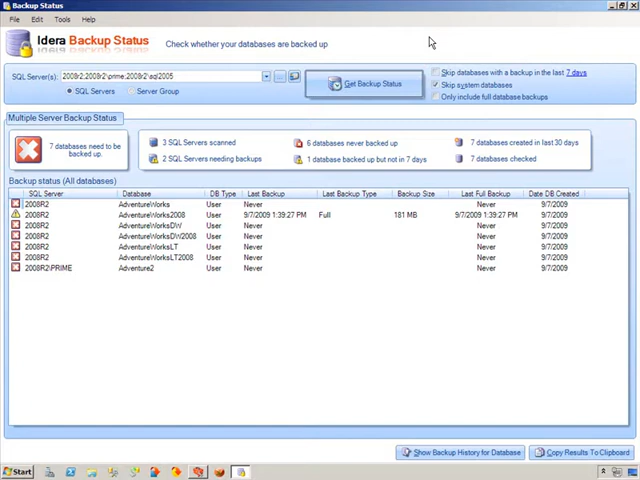 Backup Status
File Edit Tools Help
Idera Backup Status
Check whether your databases are backed up
SQL Server(s): 2008r2;2008r2\prime;2008r2\sql2005
SQL Servers Server Group
Get Backup Status
Skip databases with a backup in the last 7 days
Skip system databases
Only include full database backups
Multiple Server Backup Status
7 databases need to be backed up.
3 SQL Servers scanned 6 databases never backed up 7 databases created in last 30 days
2 SQL Servers needing backups 1 database backed up but not in 7 days 7 databases checked
Backup status (All databases)
SQL Server Database DB Type Last Backup Last Backup Type Backup Size Last Full Backup Date DB Created
2008R2 AdventureWorks User Never Never 9/7/2009
2008R2 AdventureWorks2008 User 9/7/2009 1:39:27 PM Full 181 MB 9/7/2009 1:39:27 PM 9/7/2009
2008R2 AdventureWorksDW User Never Never 9/7/2009
2008R2 AdventureWorksDW2008 User Never Never 9/7/2009
2008R2 AdventureWorksLT User Never Never 9/7/2009
2008R2 AdventureWorksLT2008 User Never Never 9/7/2009
2008R2\PRIME Adventure2 User Never Never 9/7/2009
Show Backup History for Database Copy Results To Clipboard
Start